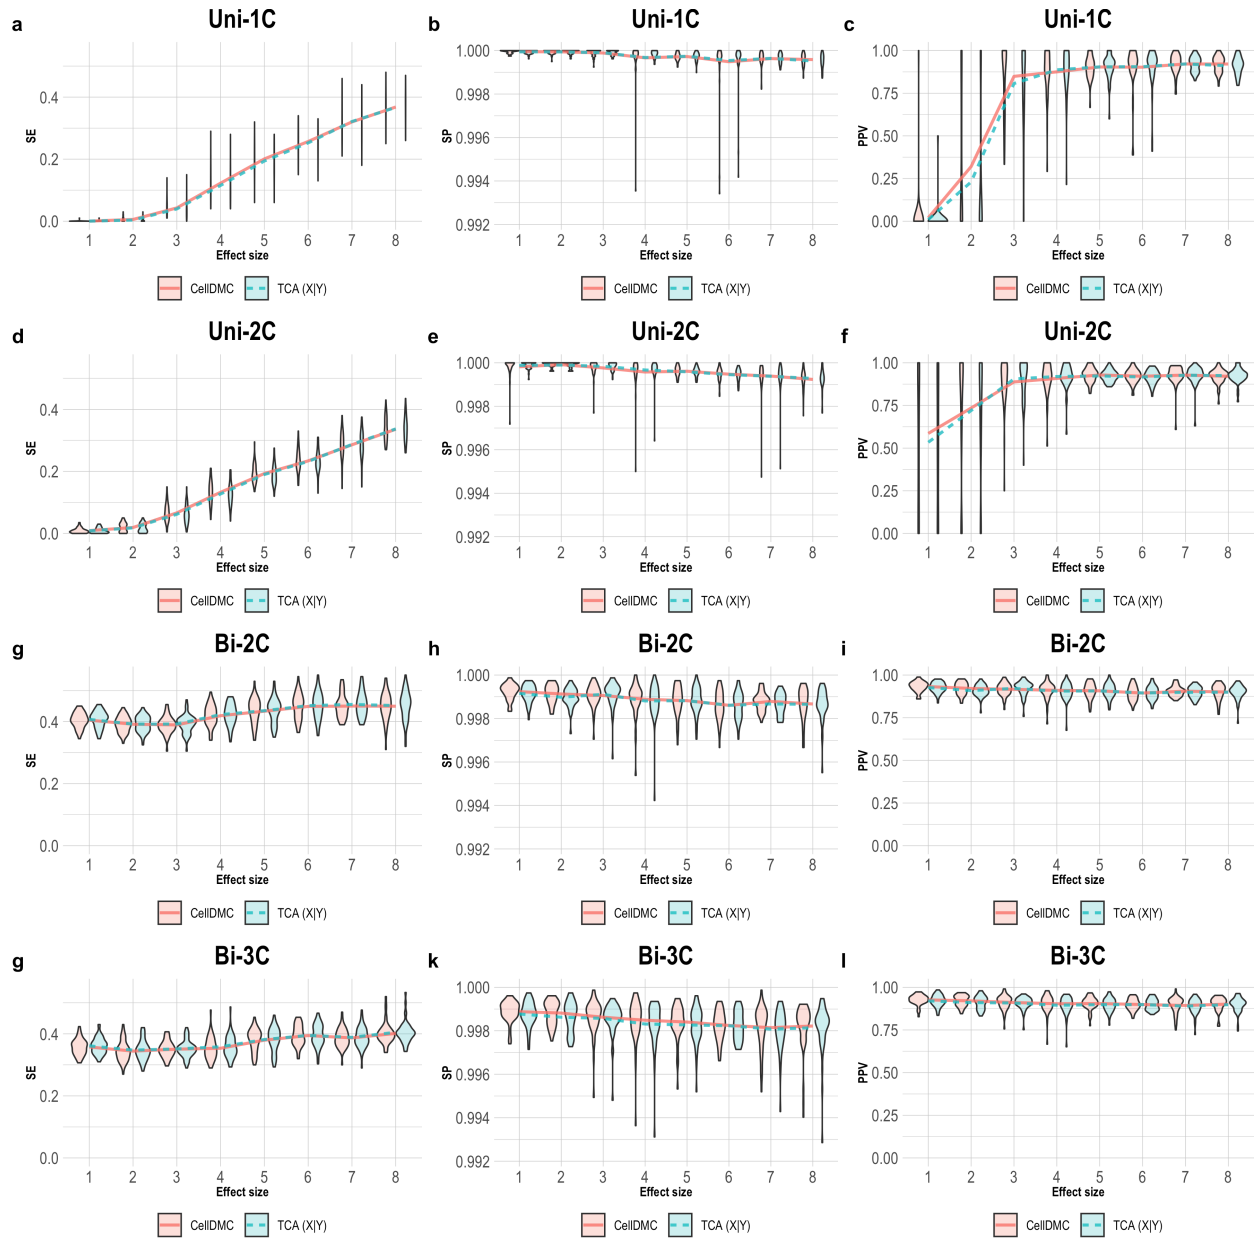 a
Uni-1C
SE
0.4
0.2
0.0
1 2 3 4 5 6 7 8
Effect size
CellDMC
TCA (X|Y)
b
Uni-1C
SP
1.000
0.998
0.996
0.994
0.992
1 2 3 4 5 6 7 8
Effect size
CellDMC
TCA (X|Y)
c
Uni-1C
PPV
1.00
0.75
0.50
0.25
0.00
1 2 3 4 5 6 7 8
Effect size
CellDMC
TCA (X|Y)
d
Uni-2C
SE
0.4
0.2
0.0
1 2 3 4 5 6 7 8
Effect size
CellDMC
TCA (X|Y)
e
Uni-2C
SP
1.000
0.998
0.996
0.994
0.992
1 2 3 4 5 6 7 8
Effect size
CellDMC
TCA (X|Y)
f
Uni-2C
PPV
1.00
0.75
0.50
0.25
0.00
1 2 3 4 5 6 7 8
Effect size
CellDMC
TCA (X|Y)
g
Bi-2C
SE
0.4
0.2
0.0
1 2 3 4 5 6 7 8
Effect size
CellDMC
TCA (X|Y)
h
Bi-2C
SP
1.000
0.998
0.996
0.994
0.992
1 2 3 4 5 6 7 8
Effect size
CellDMC
TCA (X|Y)
i
Bi-2C
PPV
1.00
0.75
0.50
0.25
0.00
1 2 3 4 5 6 7 8
Effect size
CellDMC
TCA (X|Y)
g
Bi-3C
SE
0.4
0.2
0.0
1 2 3 4 5 6 7 8
Effect size
CellDMC
TCA (X|Y)
k
Bi-3C
SP
1.000
0.998
0.996
0.994
0.992
1 2 3 4 5 6 7 8
Effect size
CellDMC
TCA (X|Y)
l
Bi-3C
PPV
1.00
0.75
0.50
0.25
0.00
1 2 3 4 5 6 7 8
Effect size
CellDMC
TCA (X|Y)